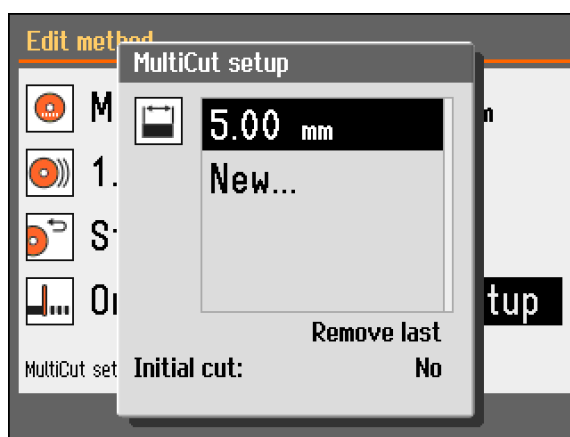 Edit method
MultiCut setup
5.00 mm
New...
Remove last
Initial cut: No
MultiCut set